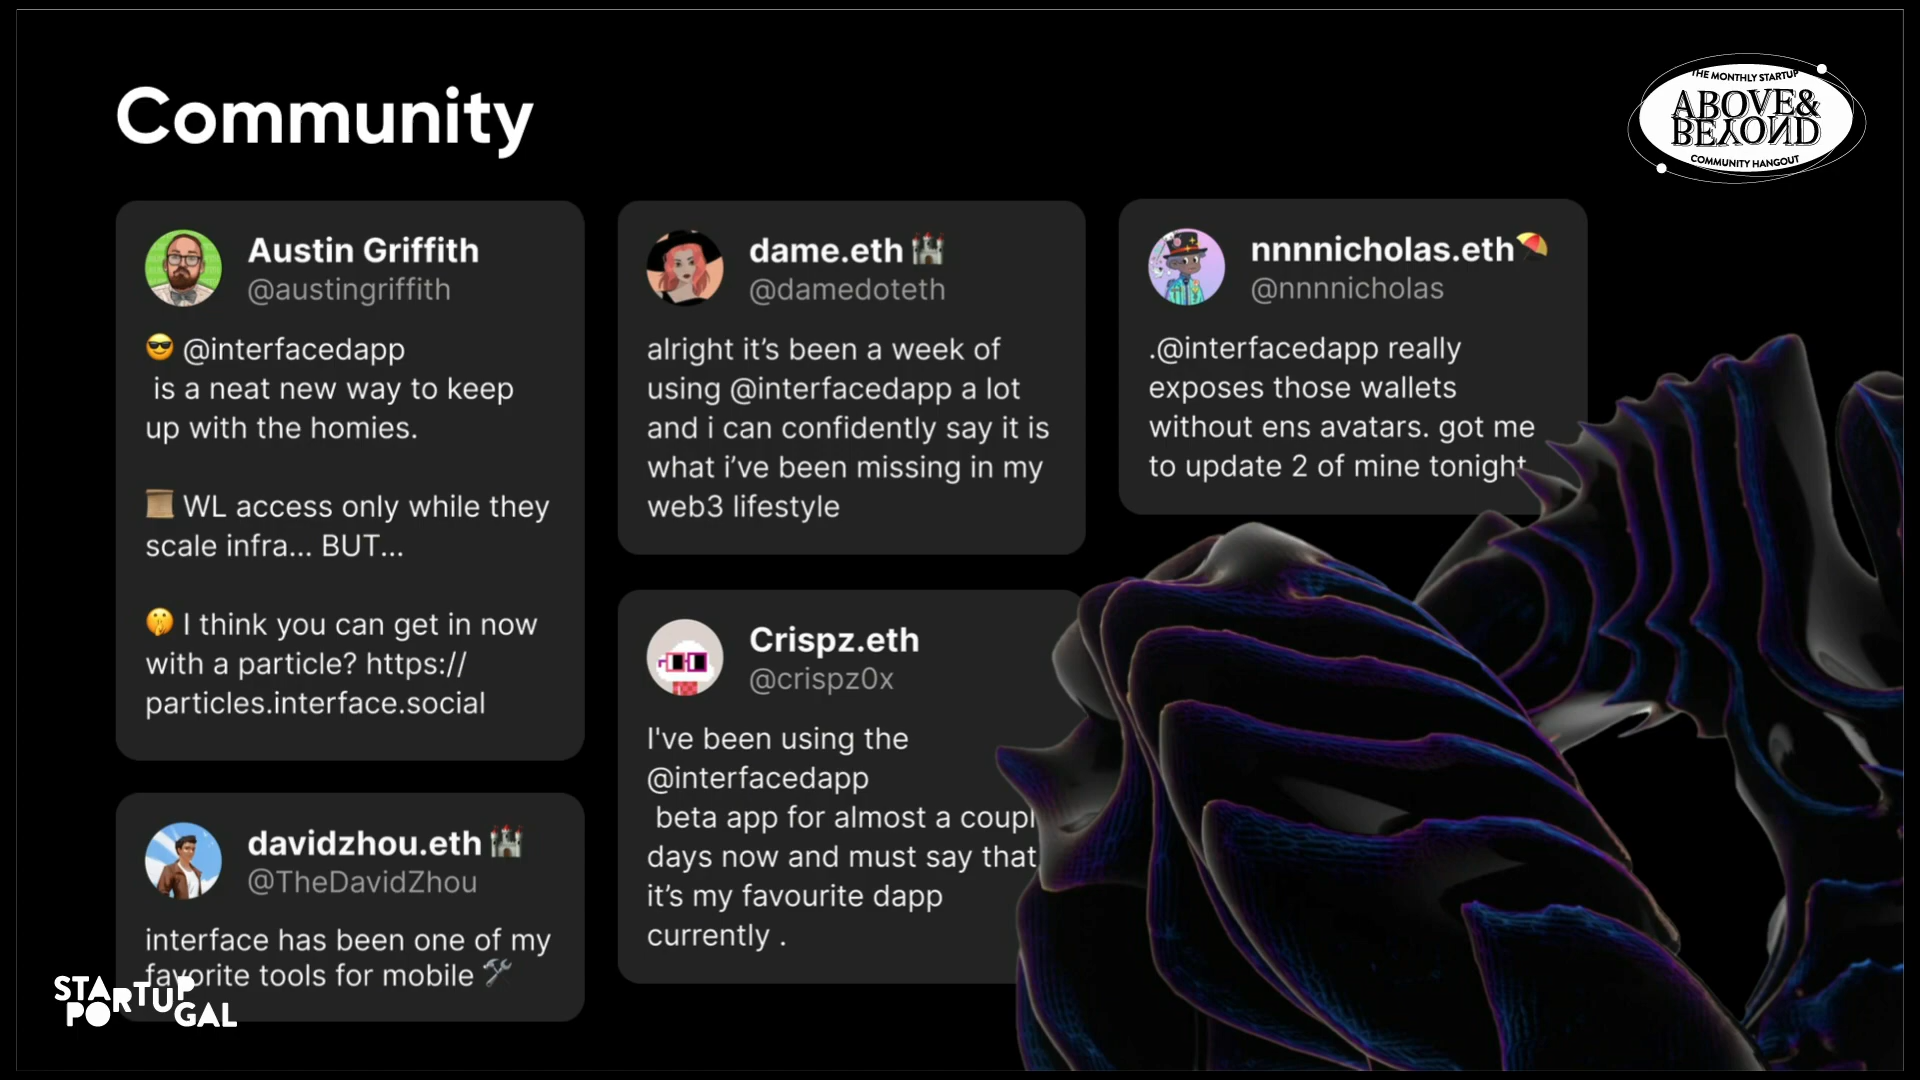 Community
THE MONTHLY STARTUP
ABOVE&
BEYOND
COMMUNITY HANGOUT
Austin Griffith
@austingriffith
😎 @interfacedapp
is a neat new way to keep
up with the homies.
📜 WL access only while they
scale infra... BUT...
🤫 I think you can get in now
with a particle? https://
particles.interface.social
davidzhou.eth🏰
@TheDavidZhou
interface has been one of my
favorite tools for mobile 🛠️
dame.eth🏰
@damedoteth
alright it’s been a week of
using @interfacedapp a lot
and i can confidently say it is
what i’ve been missing in my
web3 lifestyle
Crispz.eth
@crispz0x
I've been using the
@interfacedapp
beta app for almost a coupl
days now and must say that
it’s my favourite dapp
currently .
nnnnicholas.eth⛱️
@nnnnicholas
.@interfacedapp really
exposes those wallets
without ens avatars. got me
to update 2 of mine tonight
STARTUP
PORTUGAL